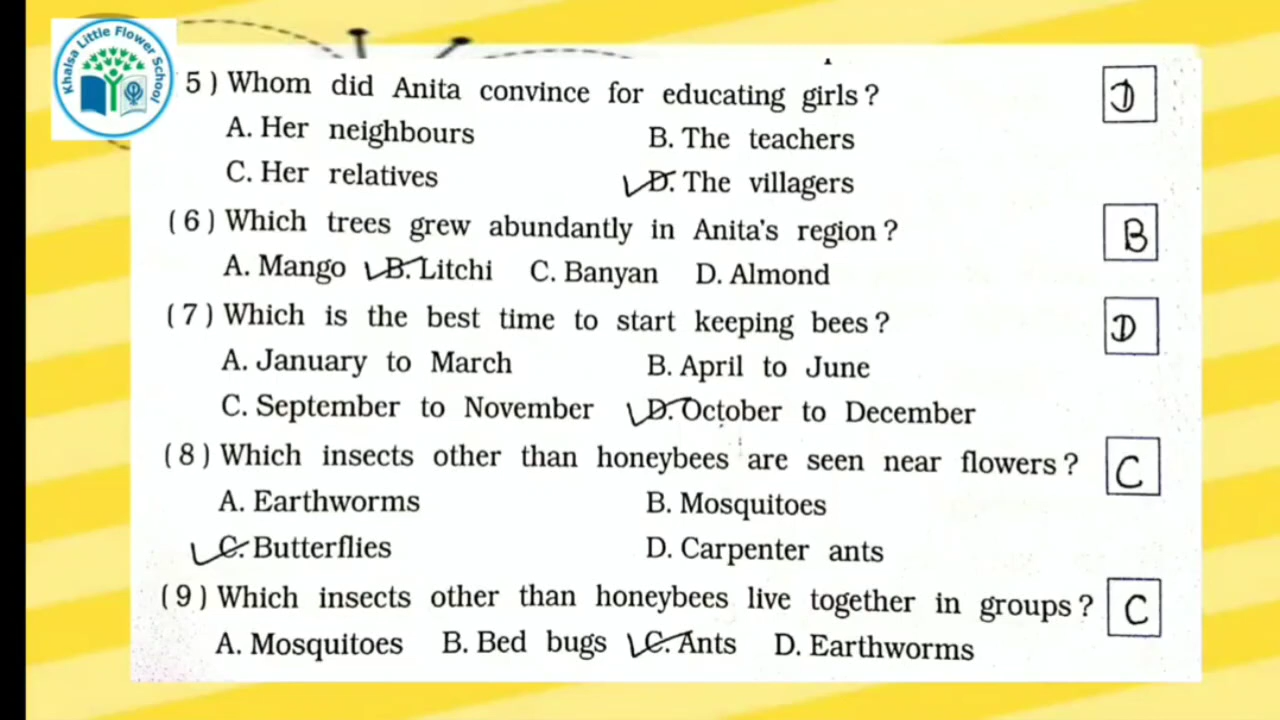 Khalsa Little Flower School
5 ) Whom did Anita convince for educating girls ? D
A. Her neighbours B. The teachers
C. Her relatives D. The villagers
( 6 ) Which trees grew abundantly in Anita's region ? B
A. Mango B. Litchi C. Banyan D. Almond
( 7 ) Which is the best time to start keeping bees ? D
A. January to March B. April to June
C. September to November D. October to December
( 8 ) Which insects other than honeybees are seen near flowers ? C
A. Earthworms B. Mosquitoes
C. Butterflies D. Carpenter ants
( 9 ) Which insects other than honeybees live together in groups ? C
A. Mosquitoes B. Bed bugs C. Ants D. Earthworms